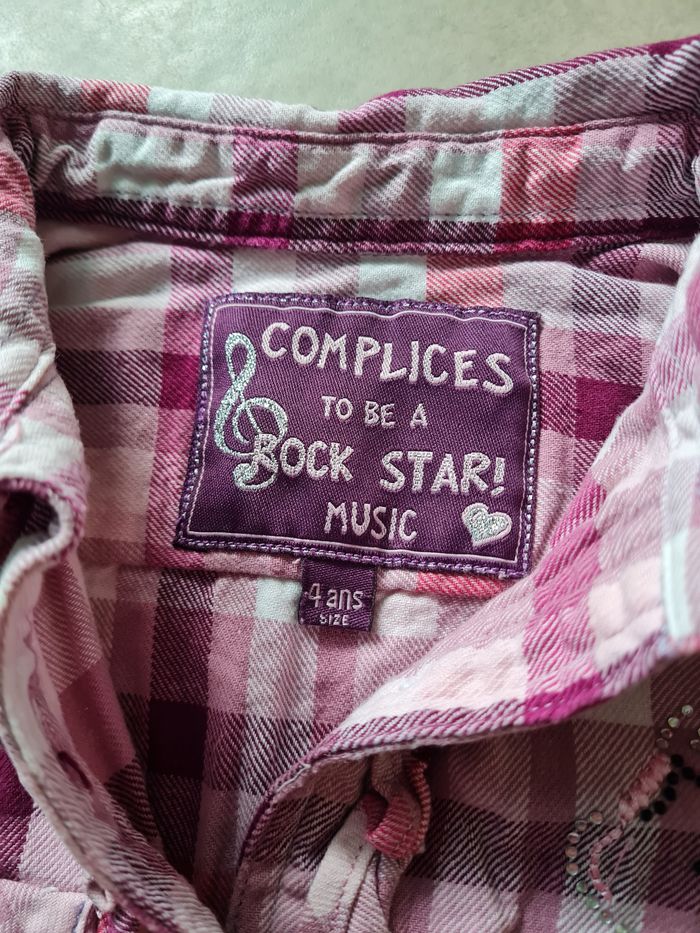 COMPLICES
TO BE A
ROCK STAR!
MUSIC
4 ans
SIZE